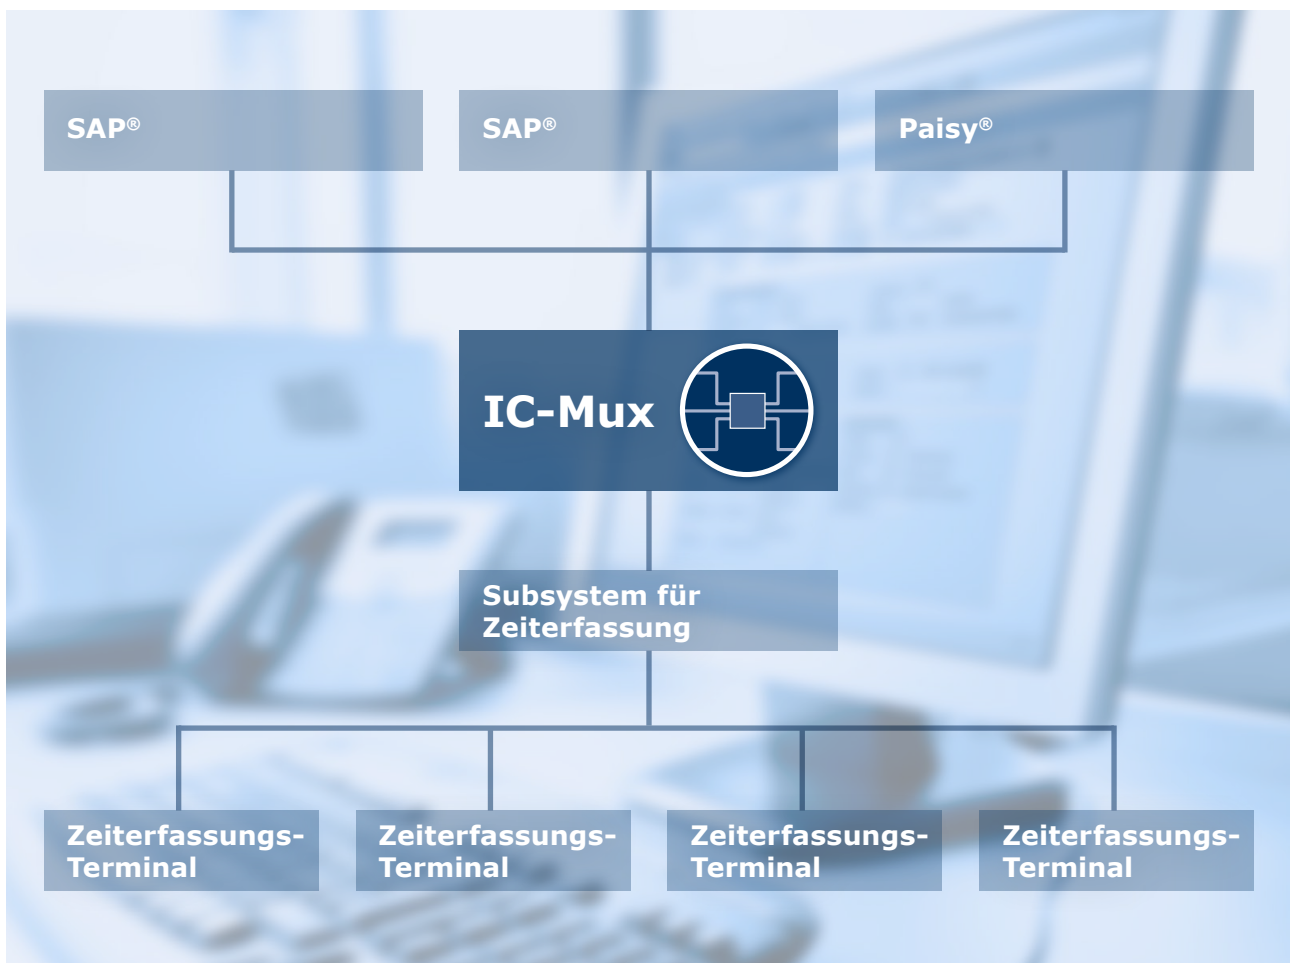 SAP®
SAP®
Paisy®
IC-Mux
Subsystem für
Zeiterfassung
Zeiterfassungs-
Terminal
Zeiterfassungs-
Terminal
Zeiterfassungs-
Terminal
Zeiterfassungs-
Terminal